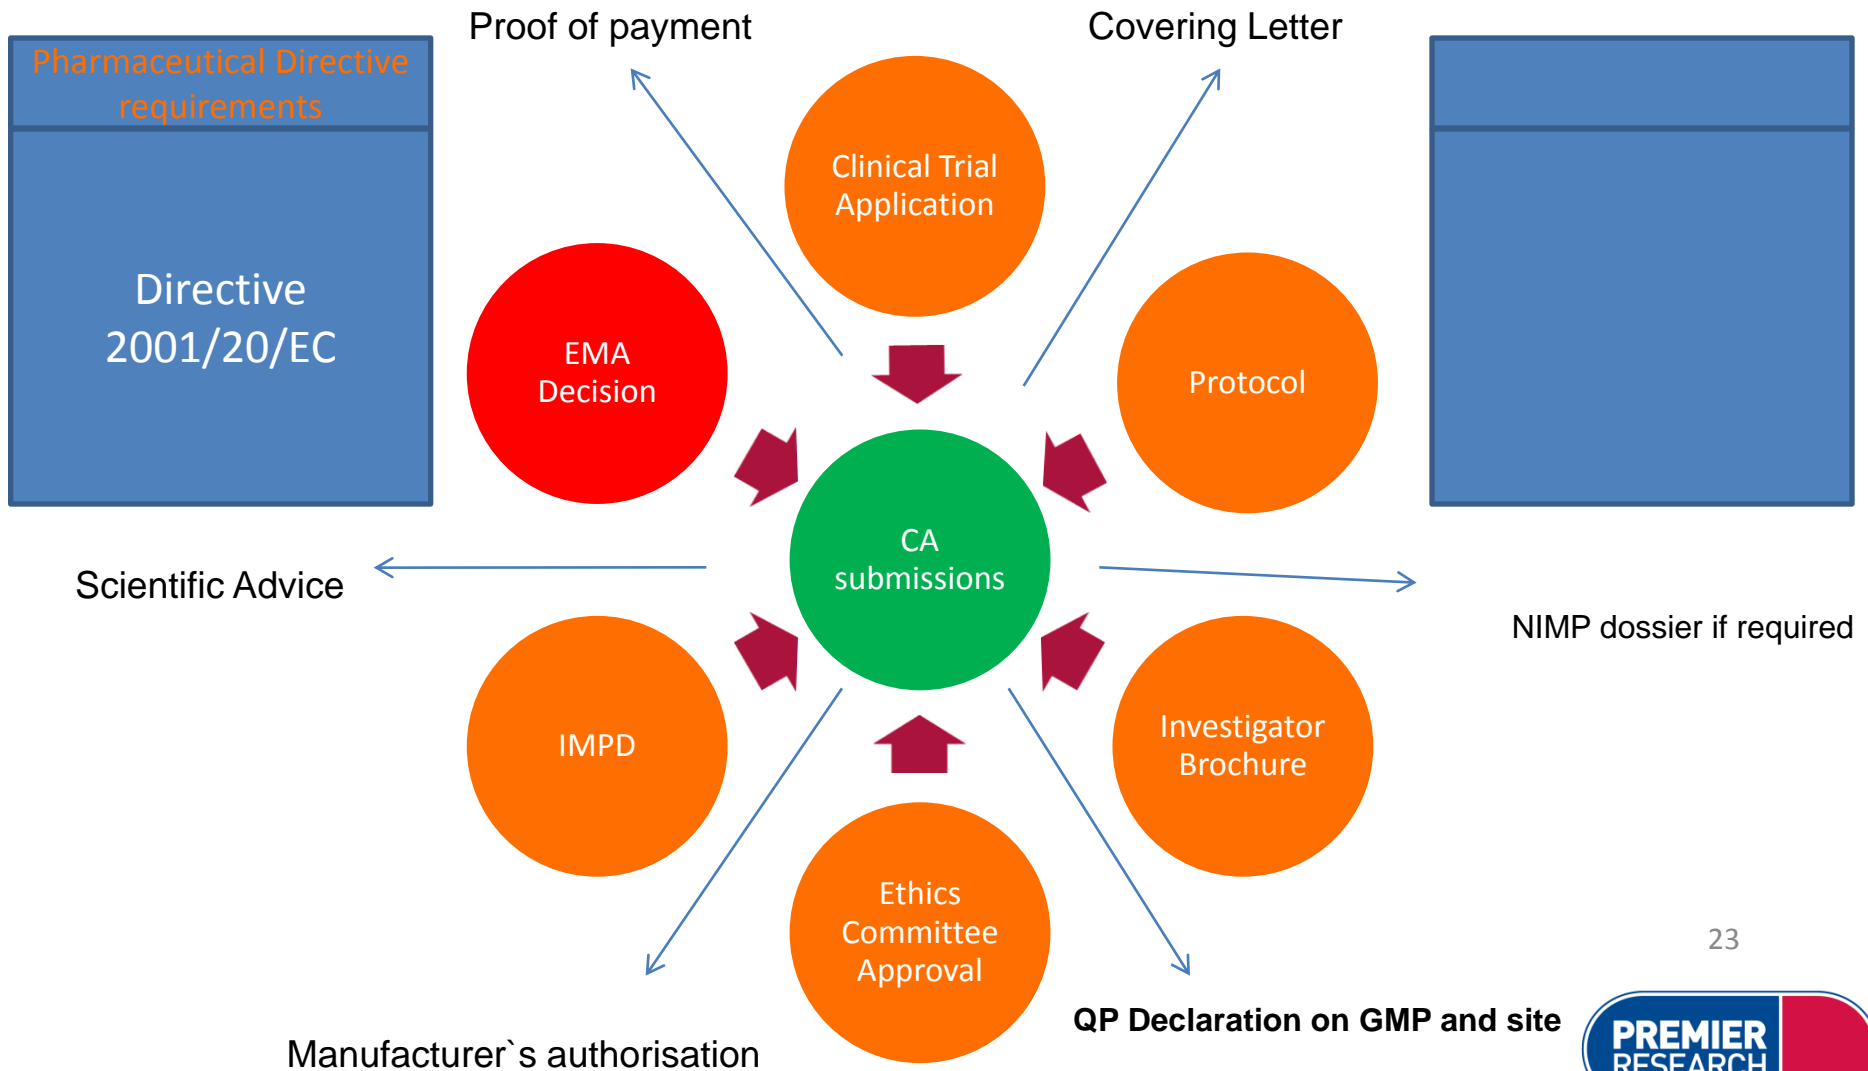 Proof of payment
Covering Letter
Pharmaceutical Directive
requirements
Clinical Trial
Application
Directive
2001/20/EC
EMA
Decision
Protocol
CA
submissions
Scientific Advice
NIMP dossier if required
IMPD
Investigator
Brochure
Ethics
Committee
Approval
23
QP Declaration on GMP and site
Manufacturer`s authorisation
PREMIER
RESEARCH